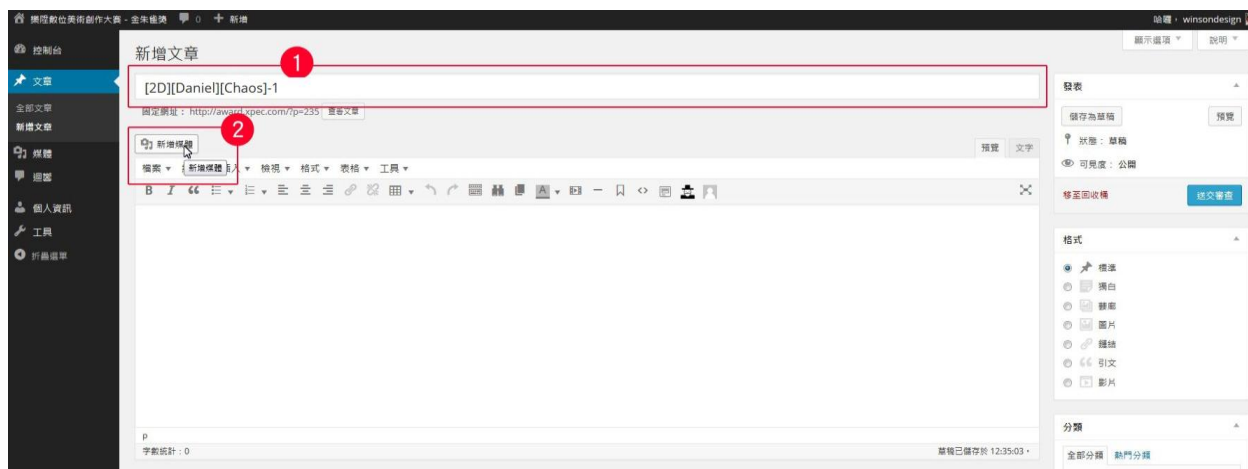 樂陞數位美術創作大賽 - 金朱雀獎 0 新增
哈囉，winsondesign
控制台
文章
全部文章
新增文章
媒體
迴響
個人資訊
工具
折疊選單
顯示選項 說明
新增文章
1
[2D][Daniel][Chaos]-1
固定網址： http://award.xpec.com/?p=235 查看文章
2
新增媒體
預覽 文字
檔案 新增媒體 入 檢視 格式 表格 工具
p
字數統計：0
草稿已儲存於 12:35:03。
發表
儲存為草稿 預覽
狀態： 草稿
可見度： 公開
移至回收桶 送交審查
格式
標準
獨白
藝廊
圖片
鏈結
引文
影片
分類
全部分類 熱門分類